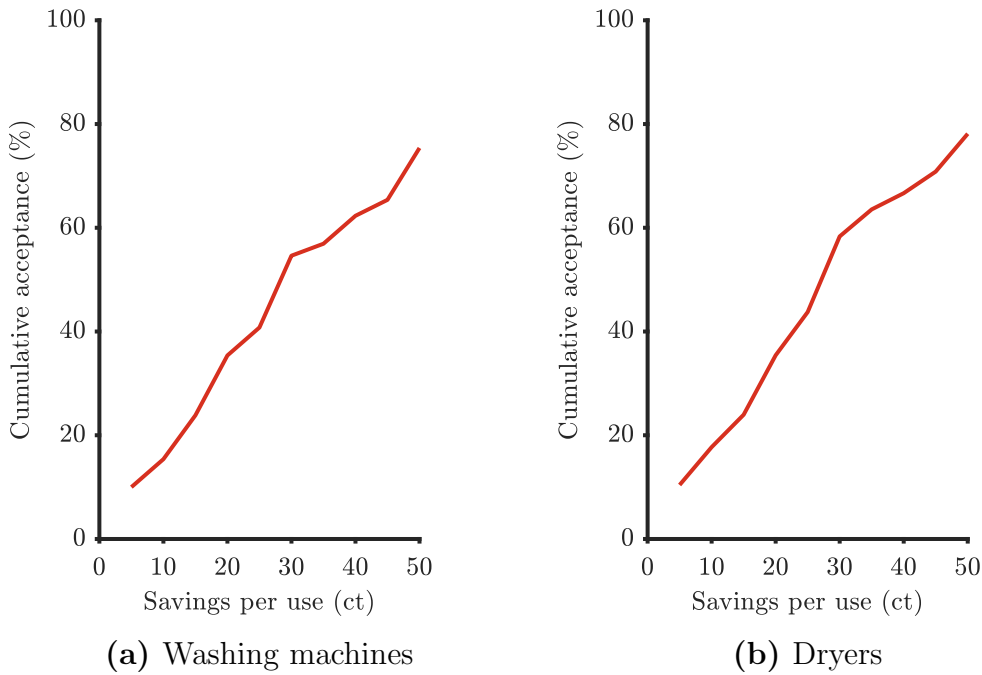 100
80
60
40
20
0
Cumulative acceptance (%)
0 10 20 30 40 50
Savings per use (ct)
(a) Washing machines
100
80
60
40
20
0
Cumulative acceptance (%)
0 10 20 30 40 50
Savings per use (ct)
(b) Dryers